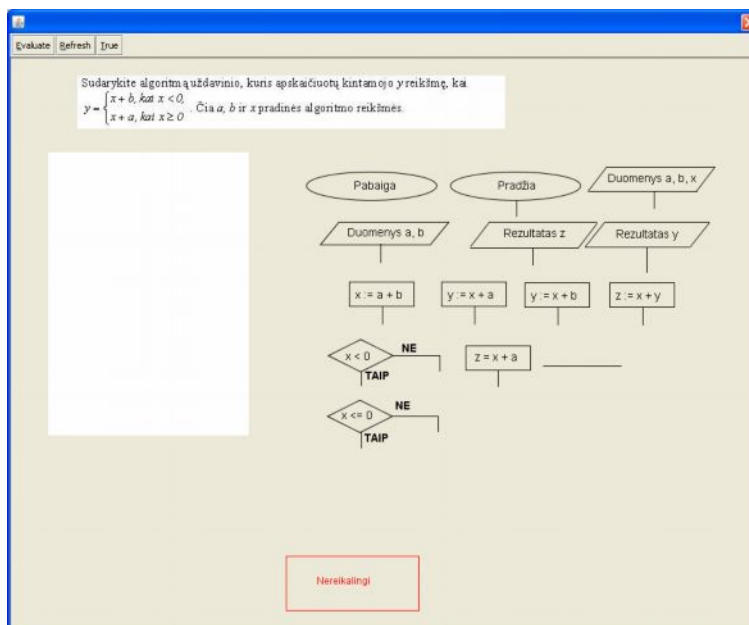 Evaluate Refresh True
Sudarykite algoritmą uždavinio, kuris apskaičiuotų kintamojo y reikšmę, kai
y = { x + b, kai x < 0,
x + a, kai x ≥ 0 . Čia a, b ir x pradinės algoritmo reikšmės.
Pabaiga Pradžia Duomenys a, b, x
Duomenys a, b Rezultatas z Rezultatas y
x := a + b y := x + a y := x + b z := x + y
x < 0 NE z = x + a
TAIP
x <= 0 NE
TAIP
Nereikalingi